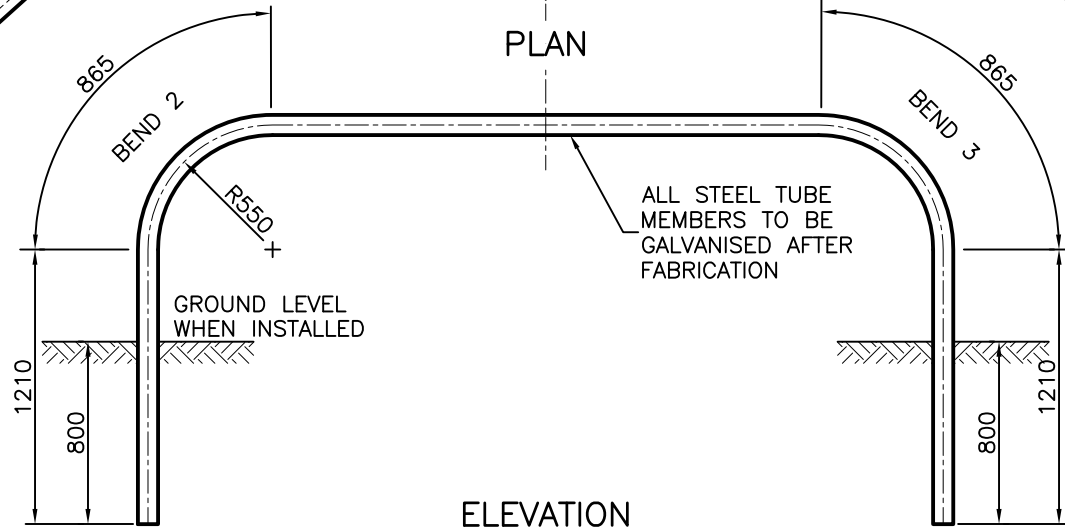 PLAN
865
BEND 2
865
BEND 3
R550
ALL STEEL TUBE
MEMBERS TO BE
GALVANISED AFTER
FABRICATION
GROUND LEVEL
WHEN INSTALLED
1210
800
800
1210
ELEVATION